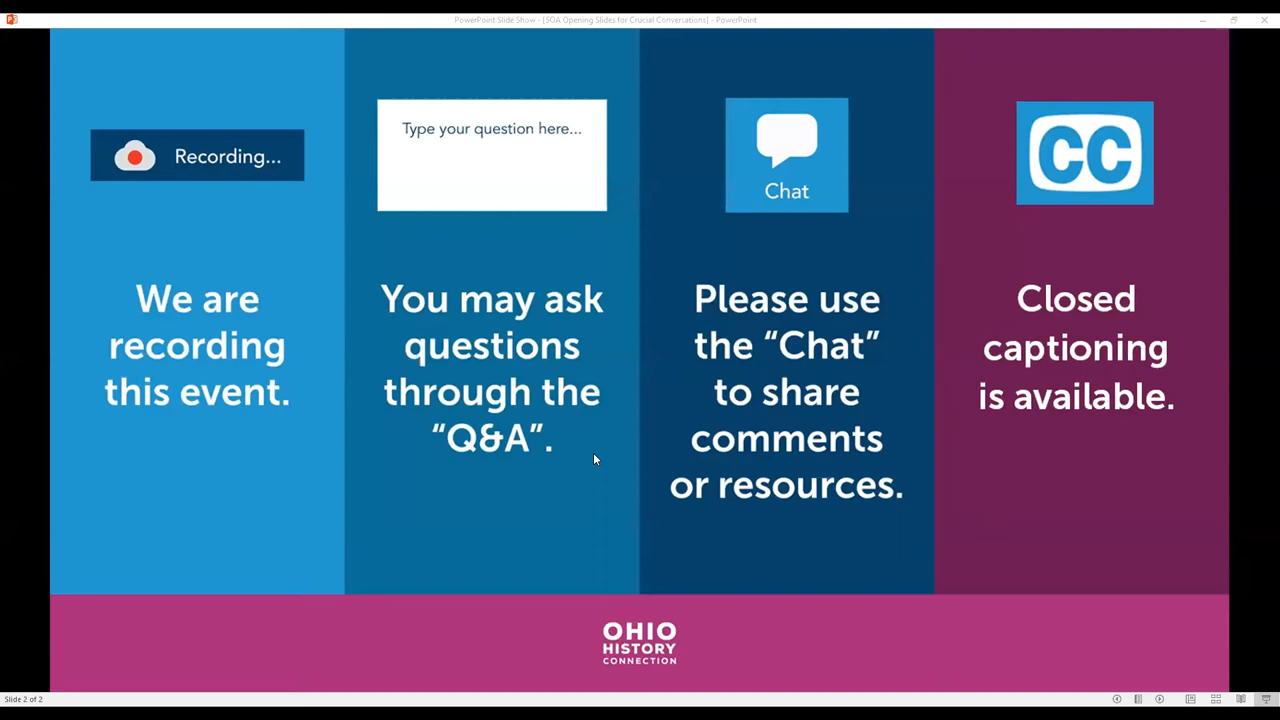 PowerPoint Slide Show - [SOA Opening Slides for Crucial Conversations] - PowerPoint
Recording...
We are
recording
this event.
Type your question here...
You may ask
questions
through the
“Q&A”.
Chat
Please use
the “Chat”
to share
comments
or resources.
CC
Closed
captioning
is available.
OHIO
HISTORY
CONNECTION
Slide 2 of 2